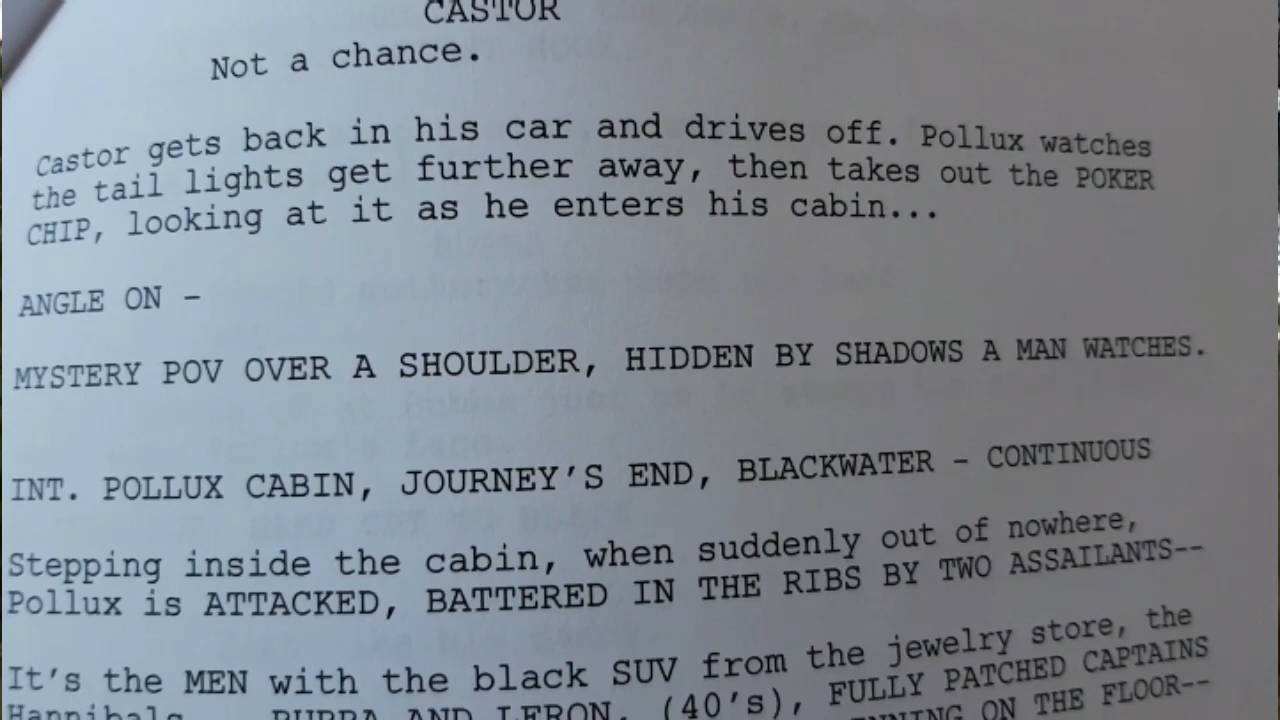 CASTOR
Not a chance.
Castor gets back in his car and drives off. Pollux watches
the tail lights get further away, then takes out the POKER
CHIP, looking at it as he enters his cabin...
ANGLE ON -
MYSTERY POV OVER A SHOULDER, HIDDEN BY SHADOWS A MAN WATCHES.
INT. POLLUX CABIN, JOURNEY'S END, BLACKWATER - CONTINUOUS
Stepping inside the cabin, when suddenly out of nowhere,
Pollux is ATTACKED, BATTERED IN THE RIBS BY TWO ASSAILANTS--
It's the MEN with the black SUV from the jewelry store, the
Hannibals. BUBBA AND LERON, (40's), FULLY PATCHED CAPTAINS
ON THE FLOOR--